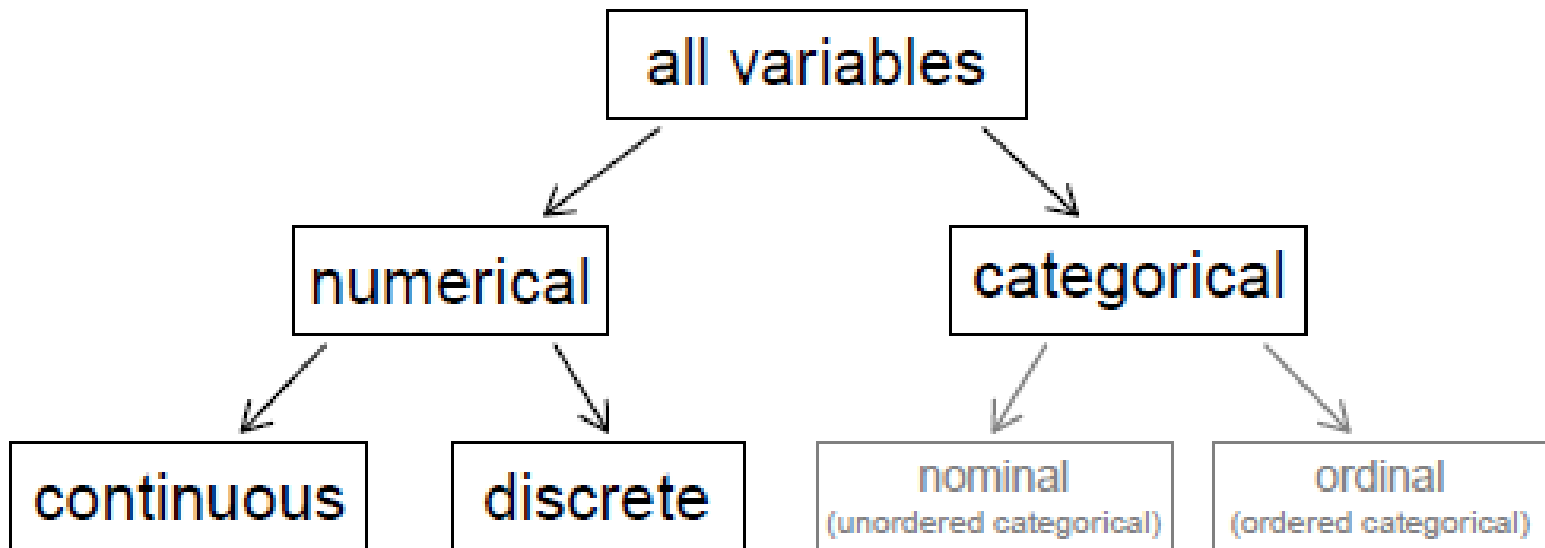 all variables
numerical
categorical
continuous
discrete
nominal
(unordered categorical)
ordinal
(ordered categorical)